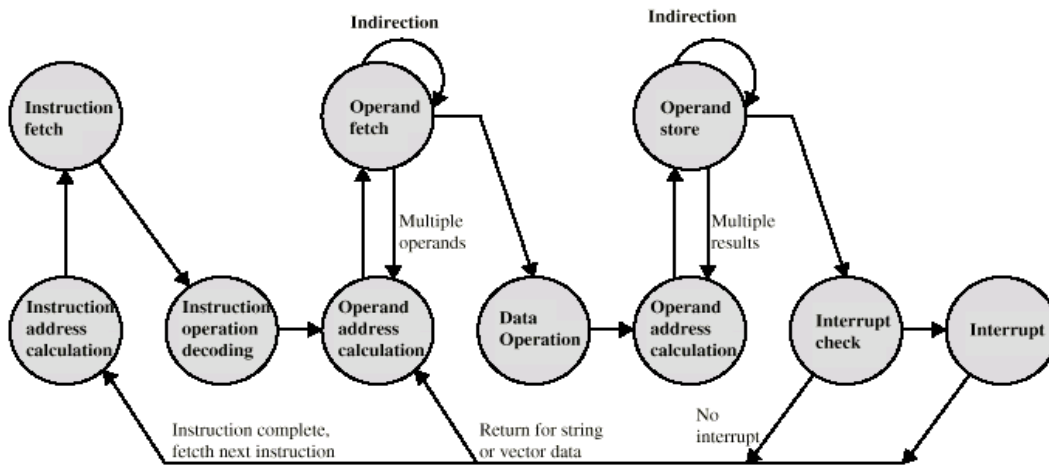 Indirection
Indirection
Instruction
fetch
Operand
fetch
Operand
store
Multiple
operands
Multiple
results
Instruction
address
calculation
Instruction
operation
decoding
Operand
address
calculation
Data
Operation
Operand
address
calculation
Interrupt
check
Interrupt
Instruction complete,
fetcth next instruction
Return for string
or vector data
No
interrupt